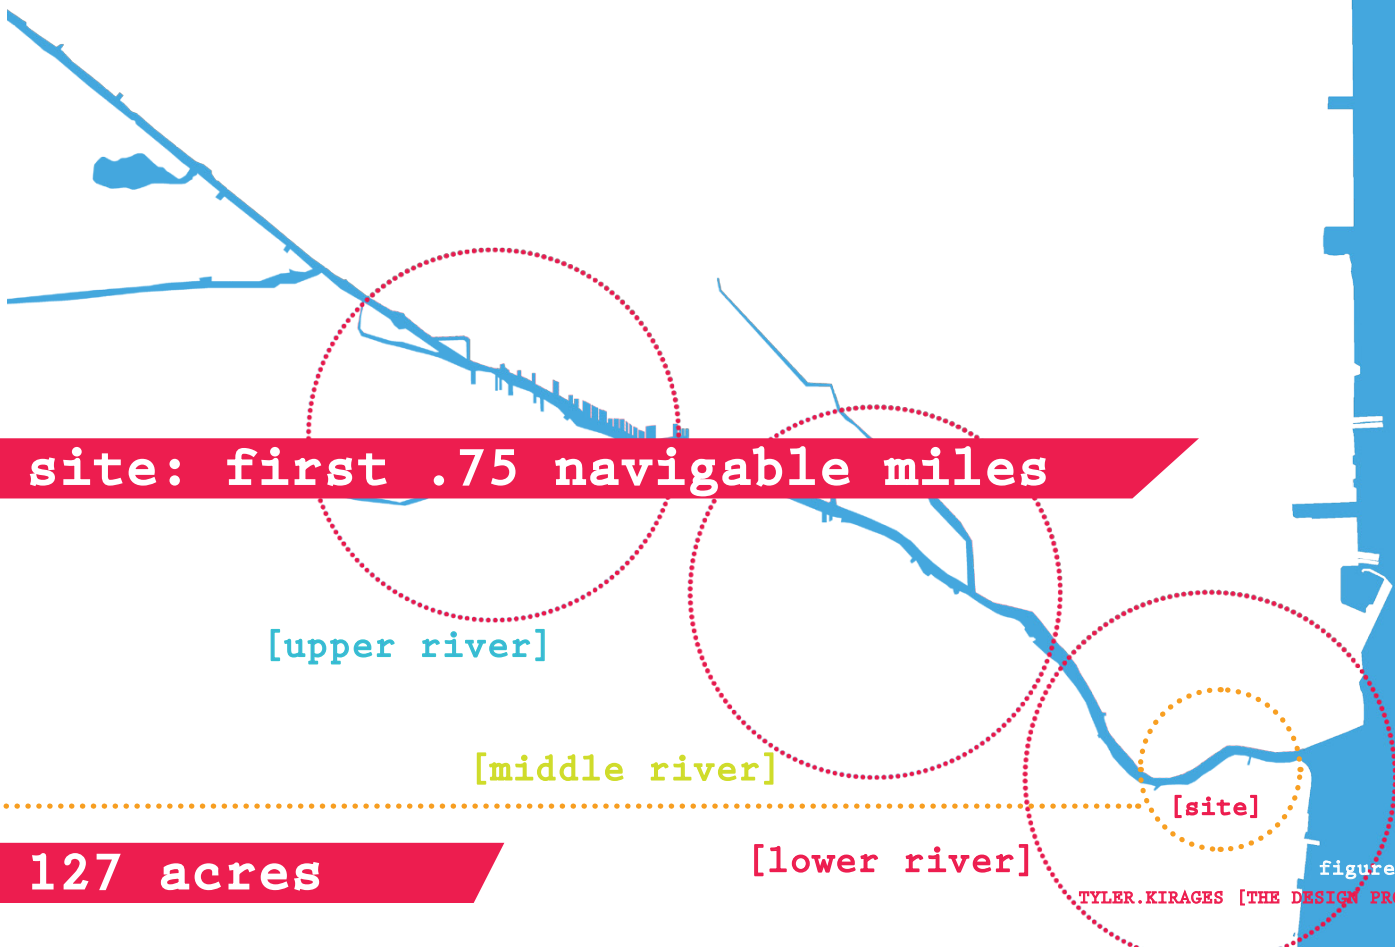 site: first .75 navigable miles
[upper river]
[middle river]
[site]
127 acres
[lower river]
figure
TYLER.KIRAGES [THE DESIGN